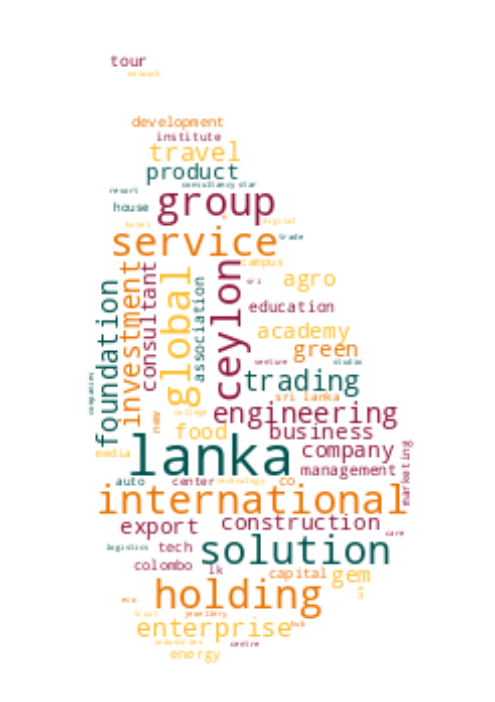 tour
network
development
institute
travel
product
consultancy star
resort
house
group
hotel
digital
service
trade
campus
foundation
investment
consultant
global
association
ceylon
sri
agro
education
academy
green
venture
studio
trading
companies
sri lanka
new
college
engineering
food
business
media
lanka
company
management
marketing
auto
center
technology
co
international
export
construction
care
logistics
tech
solution
colombo
lk
capital
gem
eco
holding
trust
jewellery
enterprise
hub
industries
centre
energy